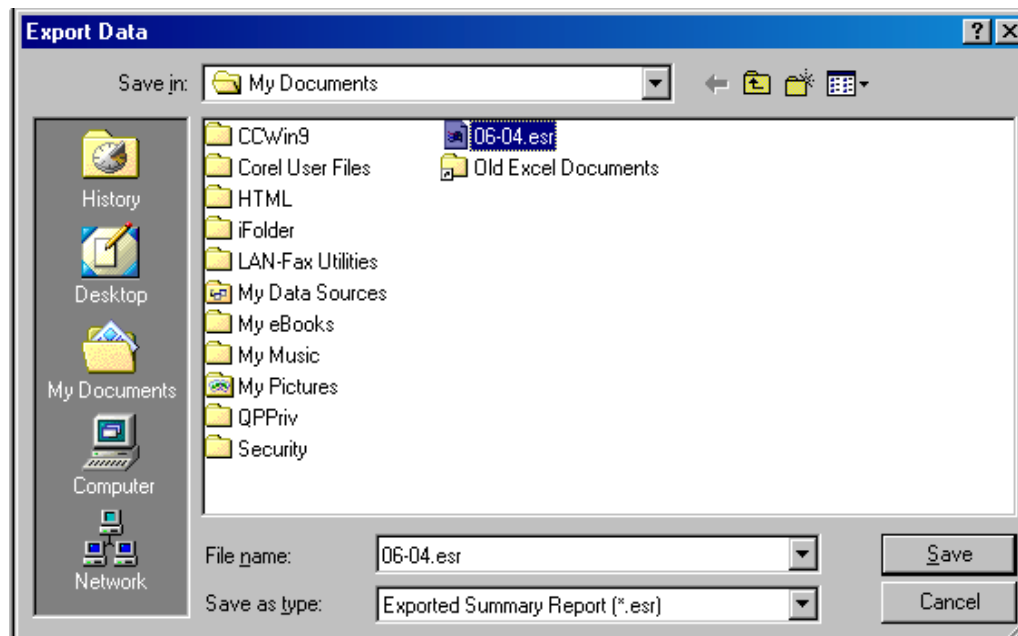 Export Data
Save in: My Documents
History
Desktop
My Documents
Computer
Network
CCWin9
Corel User Files
HTML
iFolder
LAN-Fax Utilities
My Data Sources
My eBooks
My Music
My Pictures
QPPriv
Security
06-04.esr
Old Excel Documents
File name: 06-04.esr Save
Save as type: Exported Summary Report (*.esr) Cancel